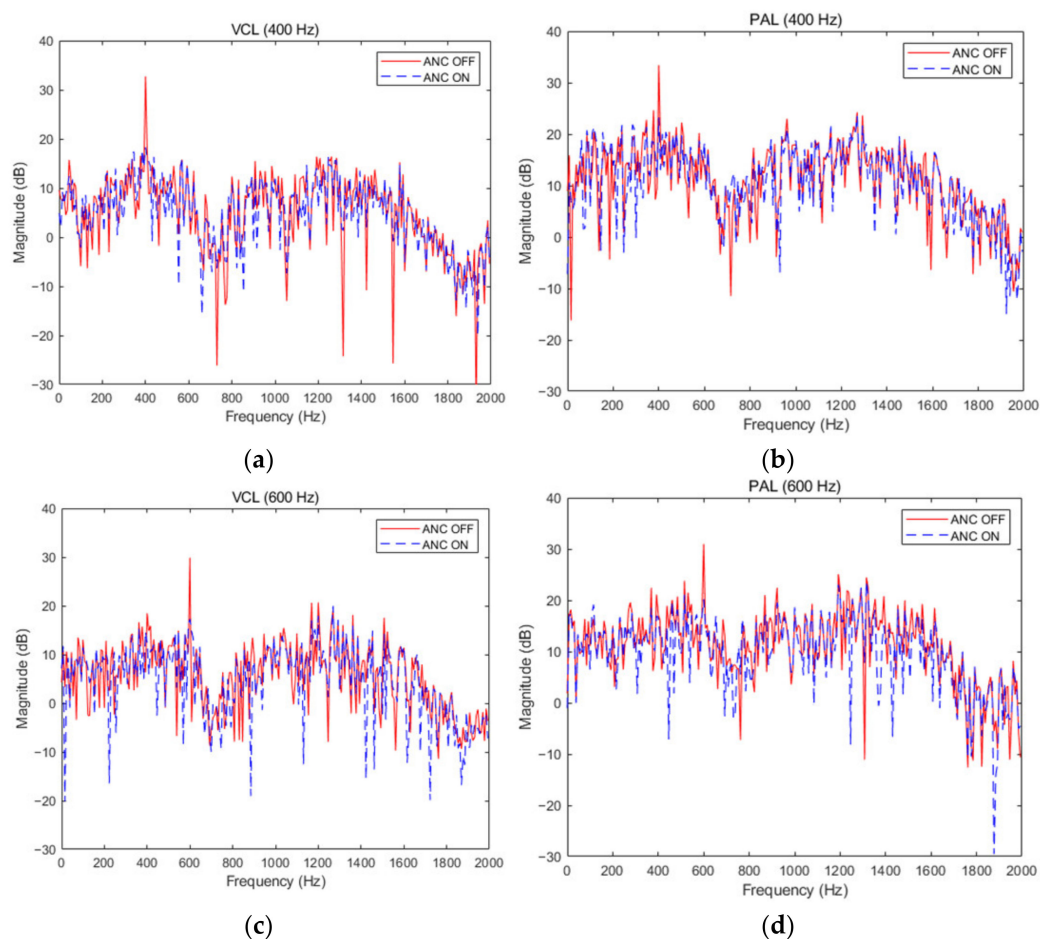 VCL (400 Hz)
40
30
20
10
0
−10
−20
−30
Magnitude (dB)
ANC OFF
ANC ON
0 200 400 600 800 1000 1200 1400 1600 1800 2000
Frequency (Hz)
(a)
PAL (400 Hz)
40
30
20
10
0
−10
−20
−30
Magnitude (dB)
ANC OFF
ANC ON
0 200 400 600 800 1000 1200 1400 1600 1800 2000
Frequency (Hz)
(b)
VCL (600 Hz)
40
30
20
10
0
−10
−20
−30
Magnitude (dB)
ANC OFF
ANC ON
0 200 400 600 800 1000 1200 1400 1600 1800 2000
Frequency (Hz)
(c)
PAL (600 Hz)
40
30
20
10
0
−10
−20
−30
Magnitude (dB)
ANC OFF
ANC ON
0 200 400 600 800 1000 1200 1400 1600 1800 2000
Frequency (Hz)
(d)